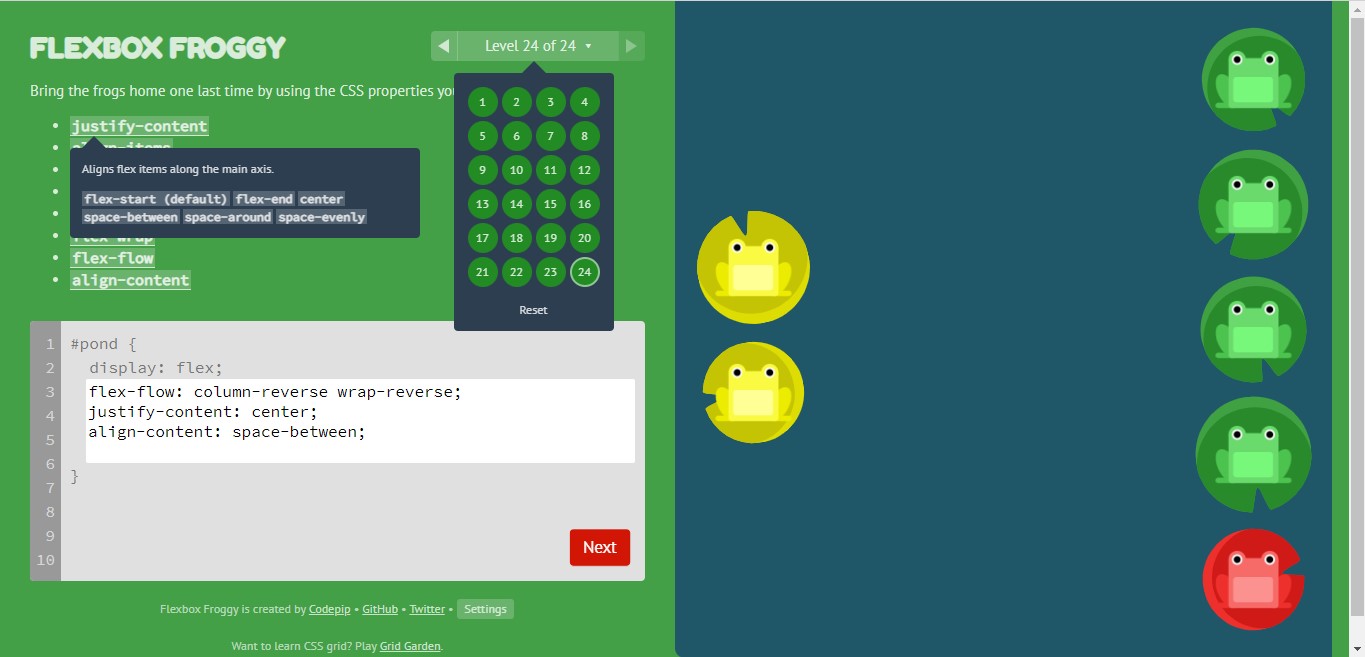 FLEXBOX FROGGY
Level 24 of 24
Bring the frogs home one last time by using the CSS properties you
1 2 3 4
5 6 7 8
9 10 11 12
13 14 15 16
17 18 19 20
21 22 23 24
Reset
justify-content
Aligns flex items along the main axis.
flex-start (default) flex-end center
space-between space-around space-evenly
flex-wrap
flex-flow
align-content
1 #pond {
2 display: flex;
3 flex-flow: column-reverse wrap-reverse;
4 justify-content: center;
5 align-content: space-between;
6
7 }
8
9
10
Next
Flexbox Froggy is created by Codepip • GitHub • Twitter • Settings
Want to learn CSS grid? Play Grid Garden.